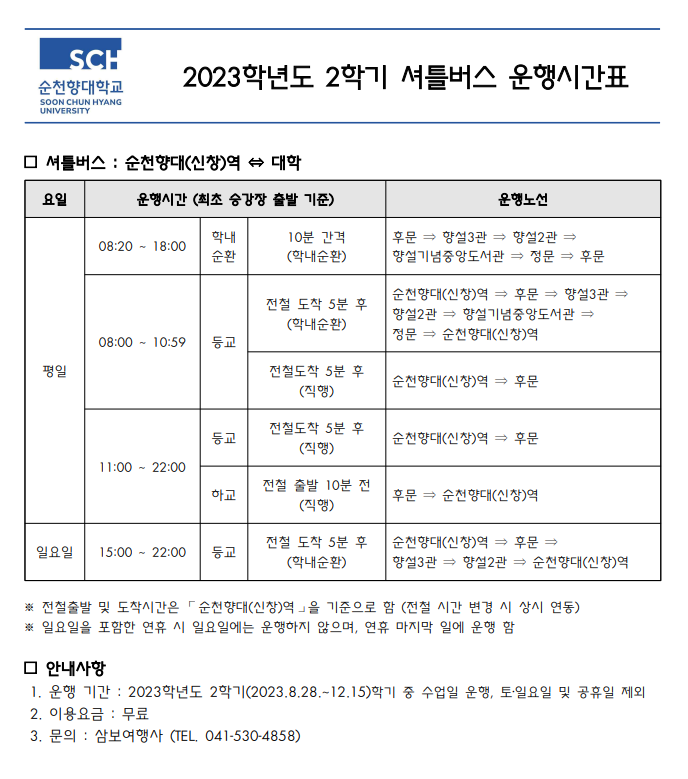 SCH
순천향대학교
SOON CHUN HYANG
UNIVERSITY
2023학년도 2학기 셔틀버스 운행시간표
□ 셔틀버스 : 순천향대(신창)역 ⇔ 대학
요일 운행시간 (최초 승강장 출발 기준) 운행노선
평일
08:20 ~ 18:00
학내
순환
10분 간격
(학내순환)
후문 ⇒ 향설3관 ⇒ 향설2관 ⇒
향설기념중앙도서관 ⇒ 정문 ⇒ 후문
08:00 ~ 10:59
등교
전철 도착 5분 후
(학내순환)
순천향대(신창)역 ⇒ 후문 ⇒ 향설3관 ⇒
향설2관 ⇒ 향설기념중앙도서관 ⇒
정문 ⇒ 순천향대(신창)역
전철도착 5분 후
(직행)
순천향대(신창)역 ⇒ 후문
11:00 ~ 22:00
등교
전철도착 5분 후
(직행)
순천향대(신창)역 ⇒ 후문
하교
전철 출발 10분 전
(직행)
후문 ⇒ 순천향대(신창)역
일요일
15:00 ~ 22:00
등교
전철 도착 5분 후
(학내순환)
순천향대(신창)역 ⇒ 후문 ⇒
향설3관 ⇒ 향설2관 ⇒ 순천향대(신창)역
※ 전철출발 및 도착시간은 「순천향대(신창)역」을 기준으로 함 (전철 시간 변경 시 상시 연동)
※ 일요일을 포함한 연휴 시 일요일에는 운행하지 않으며, 연휴 마지막 일에 운행 함
□ 안내사항
1. 운행 기간 : 2023학년도 2학기(2023.8.28.~12.15)학기 중 수업일 운행, 토·일요일 및 공휴일 제외
2. 이용요금 : 무료
3. 문의 : 삼보여행사 (TEL. 041-530-4858)